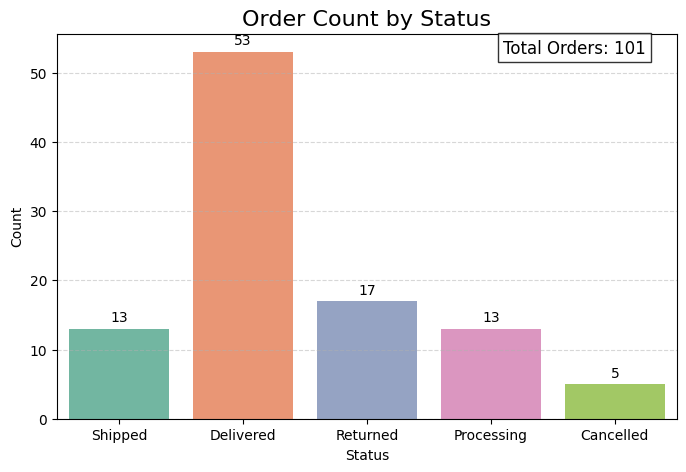 Order Count by Status
Total Orders: 101
53
17
13
13
5
Count
50
40
30
20
10
0
Shipped
Delivered
Returned
Processing
Cancelled
Status